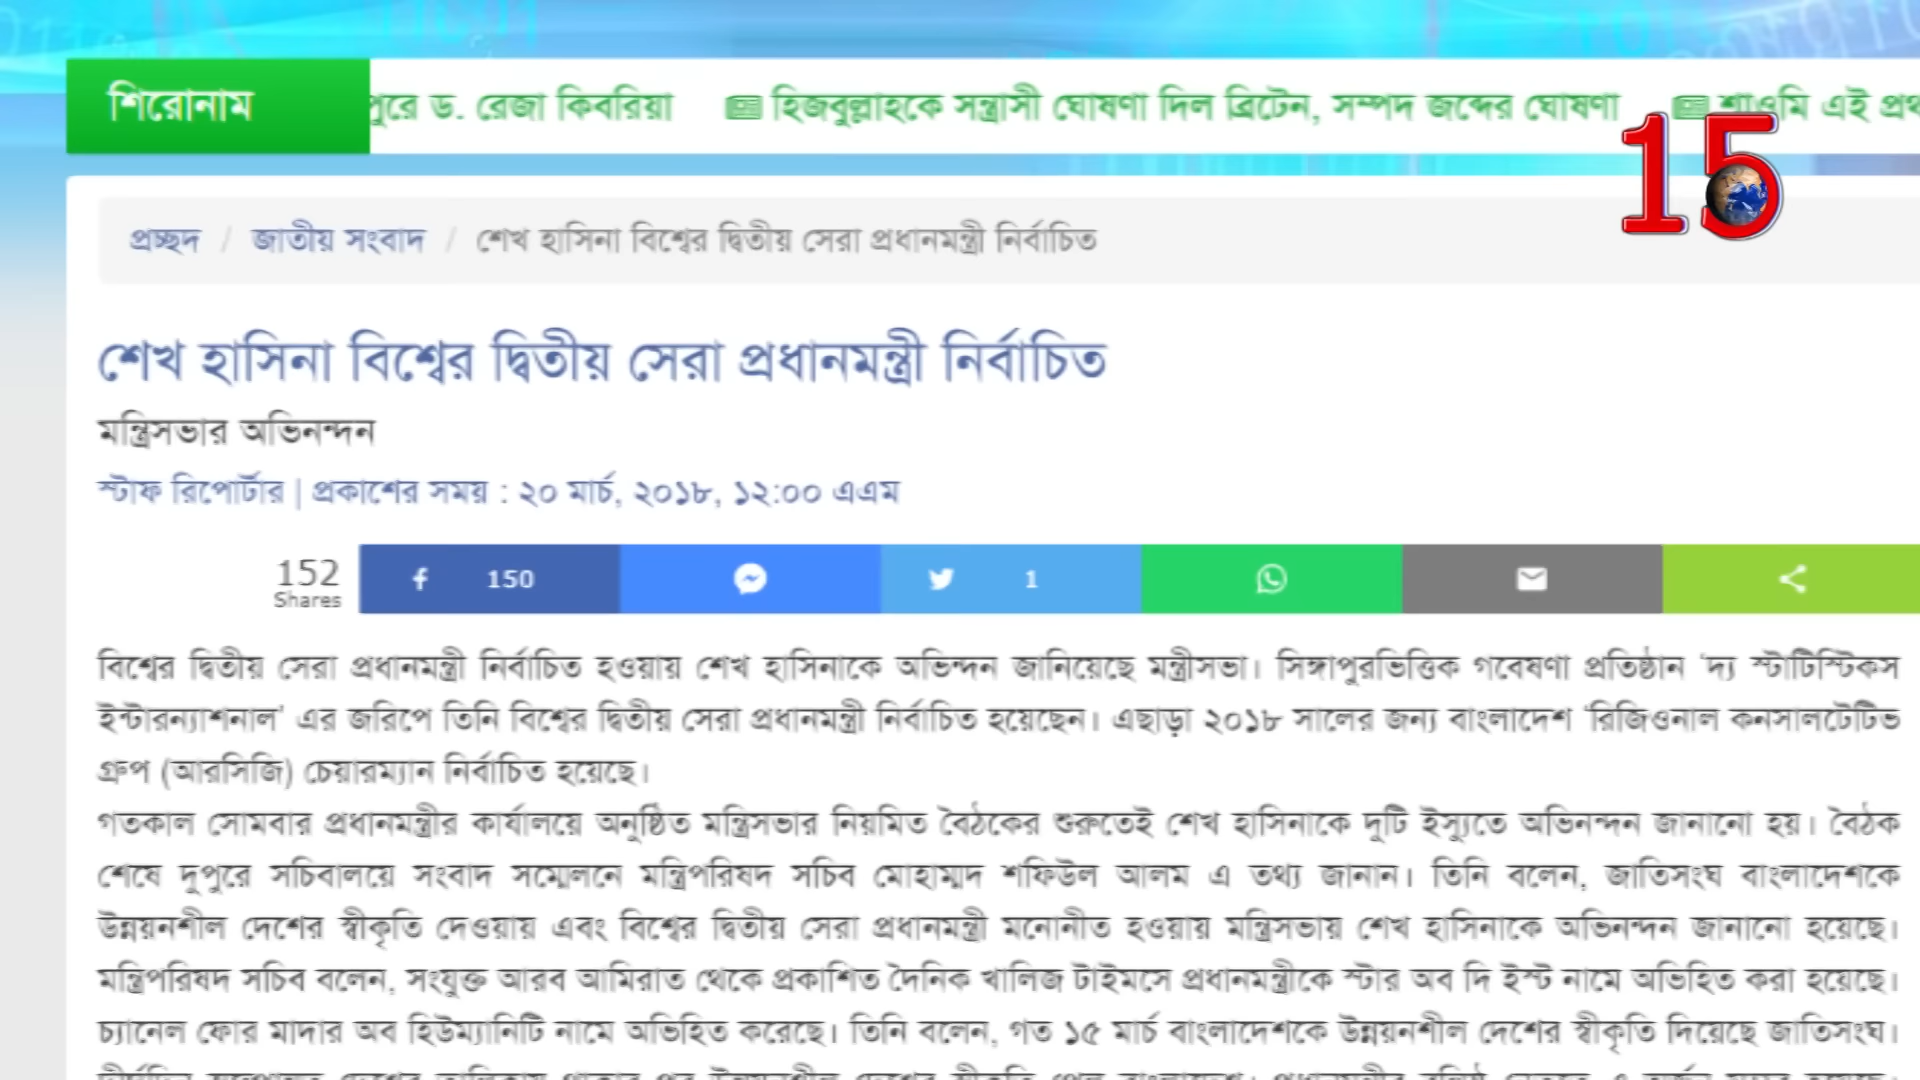 শিরোনাম পুরে ড. রেজা কিবরিয়া হিজবুল্লাহকে সন্ত্রাসী ঘোষণা দিল ব্রিটেন, সম্পদ জব্দের ঘোষণা শাওমি এই
15
প্রচ্ছদ / জাতীয় সংবাদ / শেখ হাসিনা বিশ্বের দ্বিতীয় সেরা প্রধানমন্ত্রী নির্বাচিত
শেখ হাসিনা বিশ্বের দ্বিতীয় সেরা প্রধানমন্ত্রী নির্বাচিত
মন্ত্রিসভার অভিনন্দন
স্টাফ রিপোর্টার | প্রকাশের সময় : ২০ মার্চ, ২০১৮, ১২:০০ এএম
152 150 1
Shares
বিশ্বের দ্বিতীয় সেরা প্রধানমন্ত্রী নির্বাচিত হওয়ায় শেখ হাসিনাকে অভিন্দন জানিয়েছে মন্ত্রীসভা। সিঙ্গাপুরভিত্তিক গবেষণা প্রতিষ্ঠান 'দ্য স্টাটিস্টিকস
ইন্টারন্যাশনাল' এর জরিপে তিনি বিশ্বের দ্বিতীয় সেরা প্রধানমন্ত্রী নির্বাচিত হয়েছেন। এছাড়া ২০১৮ সালের জন্য বাংলাদেশ 'রিজিওনাল কনসালটেটিভ
গ্রুপ (আরসিজি) চেয়ারম্যান নির্বাচিত হয়েছে।
গতকাল সোমবার প্রধানমন্ত্রীর কার্যালয়ে অনুষ্ঠিত মন্ত্রিসভার নিয়মিত বৈঠকের শুরুতেই শেখ হাসিনাকে দুটি ইস্যুতে অভিনন্দন জানানো হয়। বৈঠক
শেষে দুপুরে সচিবালয়ে সংবাদ সম্মেলনে মন্ত্রিপরিষদ সচিব মোহাম্মদ শফিউল আলম এ তথ্য জানান। তিনি বলেন, জাতিসংঘ বাংলাদেশকে
উন্নয়নশীল দেশের স্বীকৃতি দেওয়ায় এবং বিশ্বের দ্বিতীয় সেরা প্রধানমন্ত্রী মনোনীত হওয়ায় মন্ত্রিসভায় শেখ হাসিনাকে অভিনন্দন জানানো হয়েছে।
মন্ত্রিপরিষদ সচিব বলেন, সংযুক্ত আরব আমিরাত থেকে প্রকাশিত দৈনিক খালিজ টাইমসে প্রধানমন্ত্রীকে স্টার অব দি ইস্ট নামে অভিহিত করা হয়েছে।
চ্যানেল ফোর মাদার অব হিউম্যানিটি নামে অভিহিত করেছে। তিনি বলেন, গত ১৫ মার্চ বাংলাদেশকে উন্নয়নশীল দেশের স্বীকৃতি দিয়েছে জাতিসংঘ।